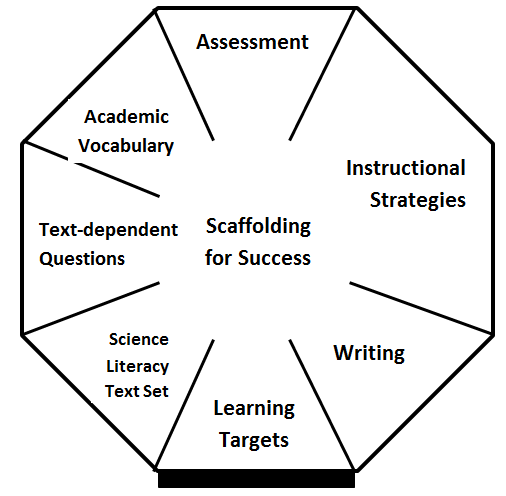 Assessment
Academic
Vocabulary
Instructional
Strategies
Text-dependent
Questions
Scaffolding
for Success
Science
Literacy
Text Set
Writing
Learning
Targets